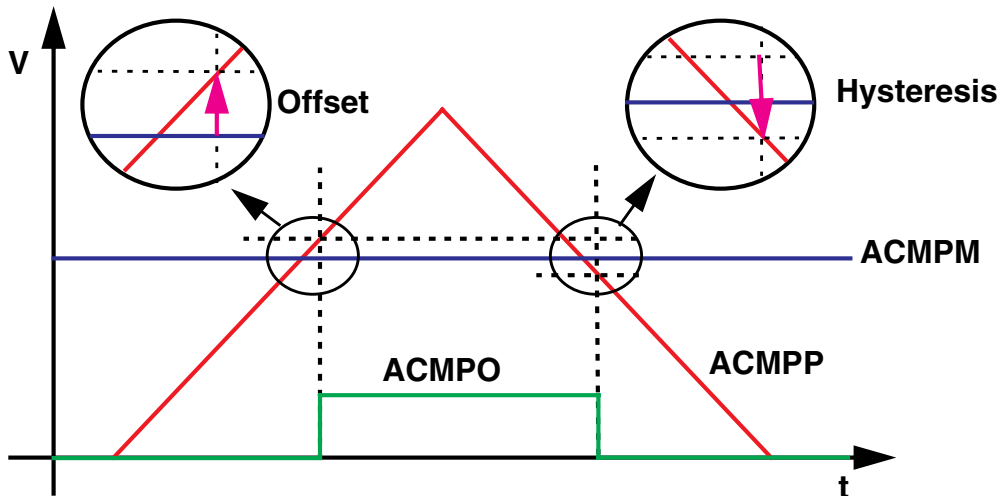 V
Offset
Hysteresis
ACMPM
ACMPO
ACMPP
t